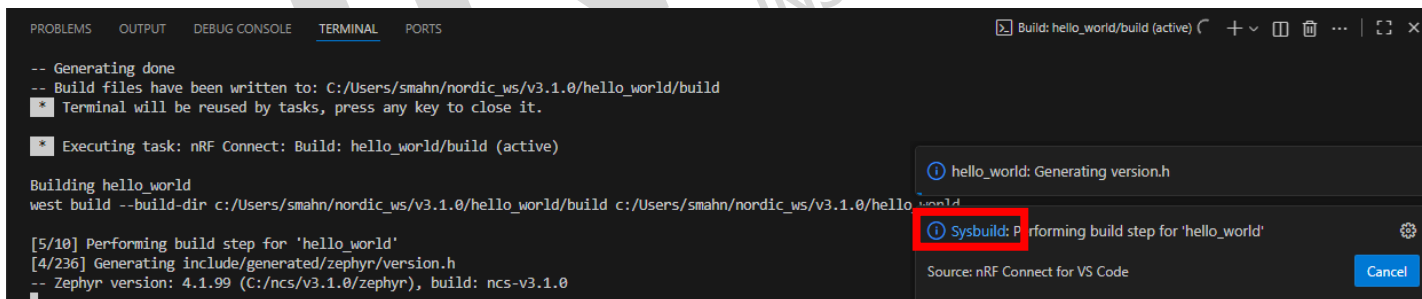 PROBLEMS OUTPUT DEBUG CONSOLE TERMINAL PORTS Build: hello_world/build (active)
-- Generating done
-- Build files have been written to: C:/Users/smahn/nordic_ws/v3.1.0/hello_world/build
* Terminal will be reused by tasks, press any key to close it.
* Executing task: nRF Connect: Build: hello_world/build (active)
hello_world: Generating version.h
Building hello_world
west build --build-dir c:/Users/smahn/nordic_ws/v3.1.0/hello_world/build c:/Users/smahn/nordic_ws/v3.1.0/hello_world
Sysbuild: Performing build step for 'hello_world'
[5/10] Performing build step for 'hello_world'
[4/236] Generating include/generated/zephyr/version.h
Source: nRF Connect for VS Code Cancel
-- Zephyr version: 4.1.99 (C:/ncs/v3.1.0/zephyr), build: ncs-v3.1.0